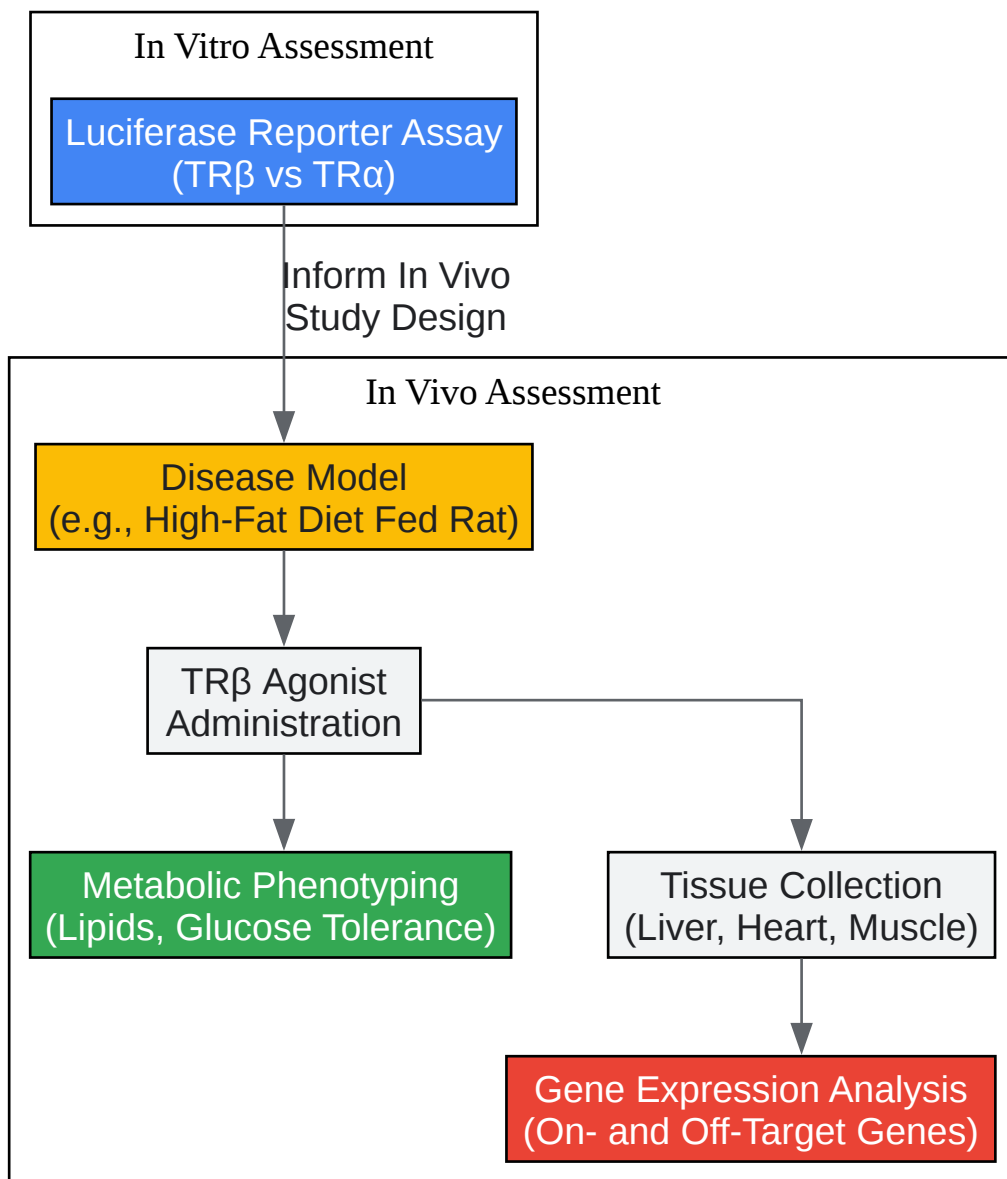 In Vitro Assessment
Luciferase Reporter Assay
(TRβ vs TRα)
Inform In Vivo
Study Design
In Vivo Assessment
Disease Model
(e.g., High-Fat Diet Fed Rat)
TRβ Agonist
Administration
Metabolic Phenotyping
(Lipids, Glucose Tolerance)
Tissue Collection
(Liver, Heart, Muscle)
Gene Expression Analysis
(On- and Off-Target Genes)